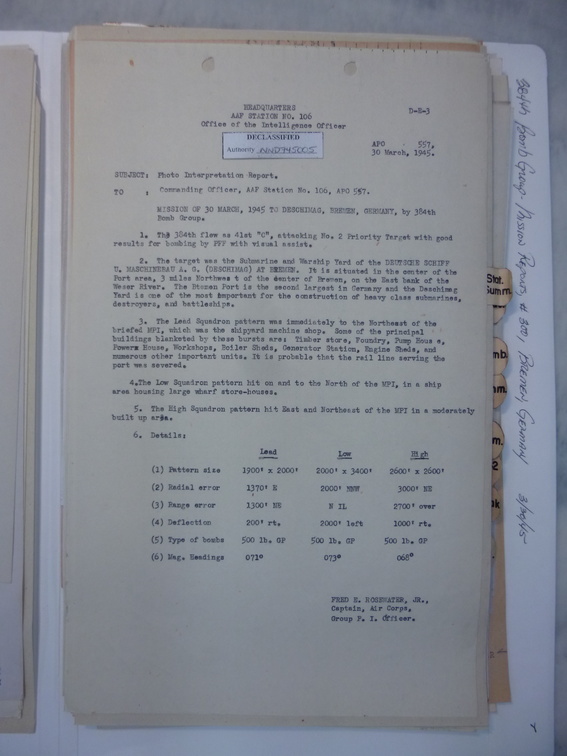 HEADQUARTERS
AAF STATION NO. 106
Office of the Intelligence Officer
D-E-3
DECLASSIFIED
Authority NND745005
APO 557,
30 March, 1945.
SUBJECT: Photo Interpretation Report.
TO : Commanding Officer, AAF Station No. 106, APO 557.
MISSION OF 30 MARCH, 1945 TO DESCHIMAG, BREMEN, GERMANY, by 384th
Bomb Group.
1. The 384th flew as 41st "C", attacking No. 2 Priority Target with good
results for bombing by PFF with visual assist.
2. The target was the Submarine and Warship Yard of the DEUTSCHE SCHIFF
U. MASCHINEBAU A. G. (DESCHIMAG) AT BREMEN. It is situated in the center of the
Port area, 3 miles Northwest of the center of Bremen, on the East bank of the
Weser River. The Bremen Port is the second largest in Germany and the Deschimag
Yard is one of the most important for the construction of heavy class submarines,
destroyers, and battleships.
3. The Lead Squadron pattern was immediately to the Northeast of the
briefed MPI, which was the shipyard machine shop. Some of the principal
buildings blanketed by these bursts are: Timber store, Foundry, Pump House,
Powerx House, Workshops, Boiler Sheds, Generator Station, Engine Sheds, and
numerous other important units. It is probable that the rail line serving the
port was severed.
4.The Low Squadron pattern hit on and to the North of the MPI, in a ship
area housing large wharf store-houses.
5. The High Squadron pattern hit East and Northeast of the MPI in a moderately
built up area.
6. Details:
Lead Low High
(1) Pattern size 1900' x 2000' 2000' x 3400' 2600' x 2600'
(2) Radial error 1370' E 2000' NNW 3000' NE
(3) Range error 1300' NE N IL 2700' over
(4) Deflection 200' rt. 2000' left 1000' rt.
(5) Type of bombs 500 lb. GP 500 lb. GP 500 lb. GP
(6) Mag. Headings 071° 073° 068°
FRED E. ROSEWATER, JR.,
Captain, Air Corps,
Group P. I. Officer.
384th Bomb Group - Mission Reports # 307, Bremen, Germany 3/30/45
Stat.
Summ.
mb.
m.
m.
2